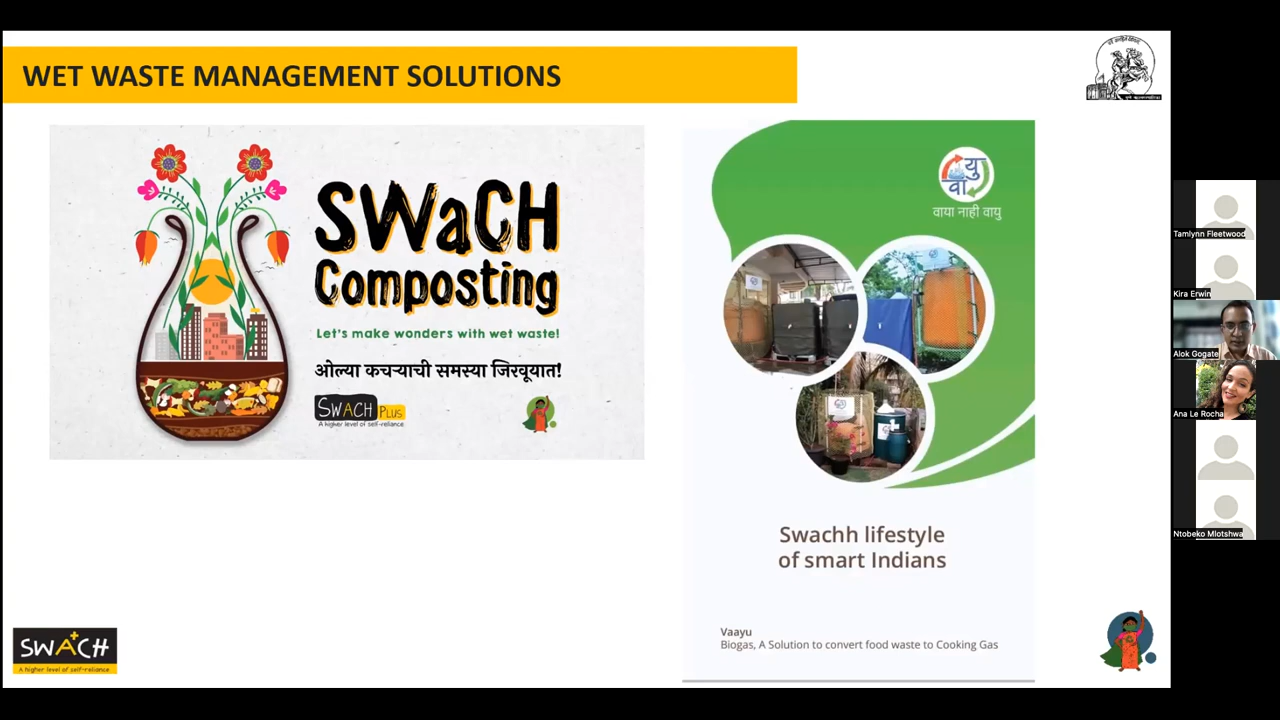 WET WASTE MANAGEMENT SOLUTIONS
SWaCH
Composting
Let's make wonders with wet waste!
ओल्या कचऱ्याची समस्या जिरवूयात!
SWACH PLUS
A higher level of self-reliance
वा यु
वाया नाही वायु
Swachh lifestyle
of smart Indians
Vaayu
Biogas, A Solution to convert food waste to Cooking Gas
SWACH+
A higher level of self-reliance
Tamlynn Fleetwood
Kira Erwin
Alok Gogate
Ana Le Rocha
Ntobeko Mlotshwa